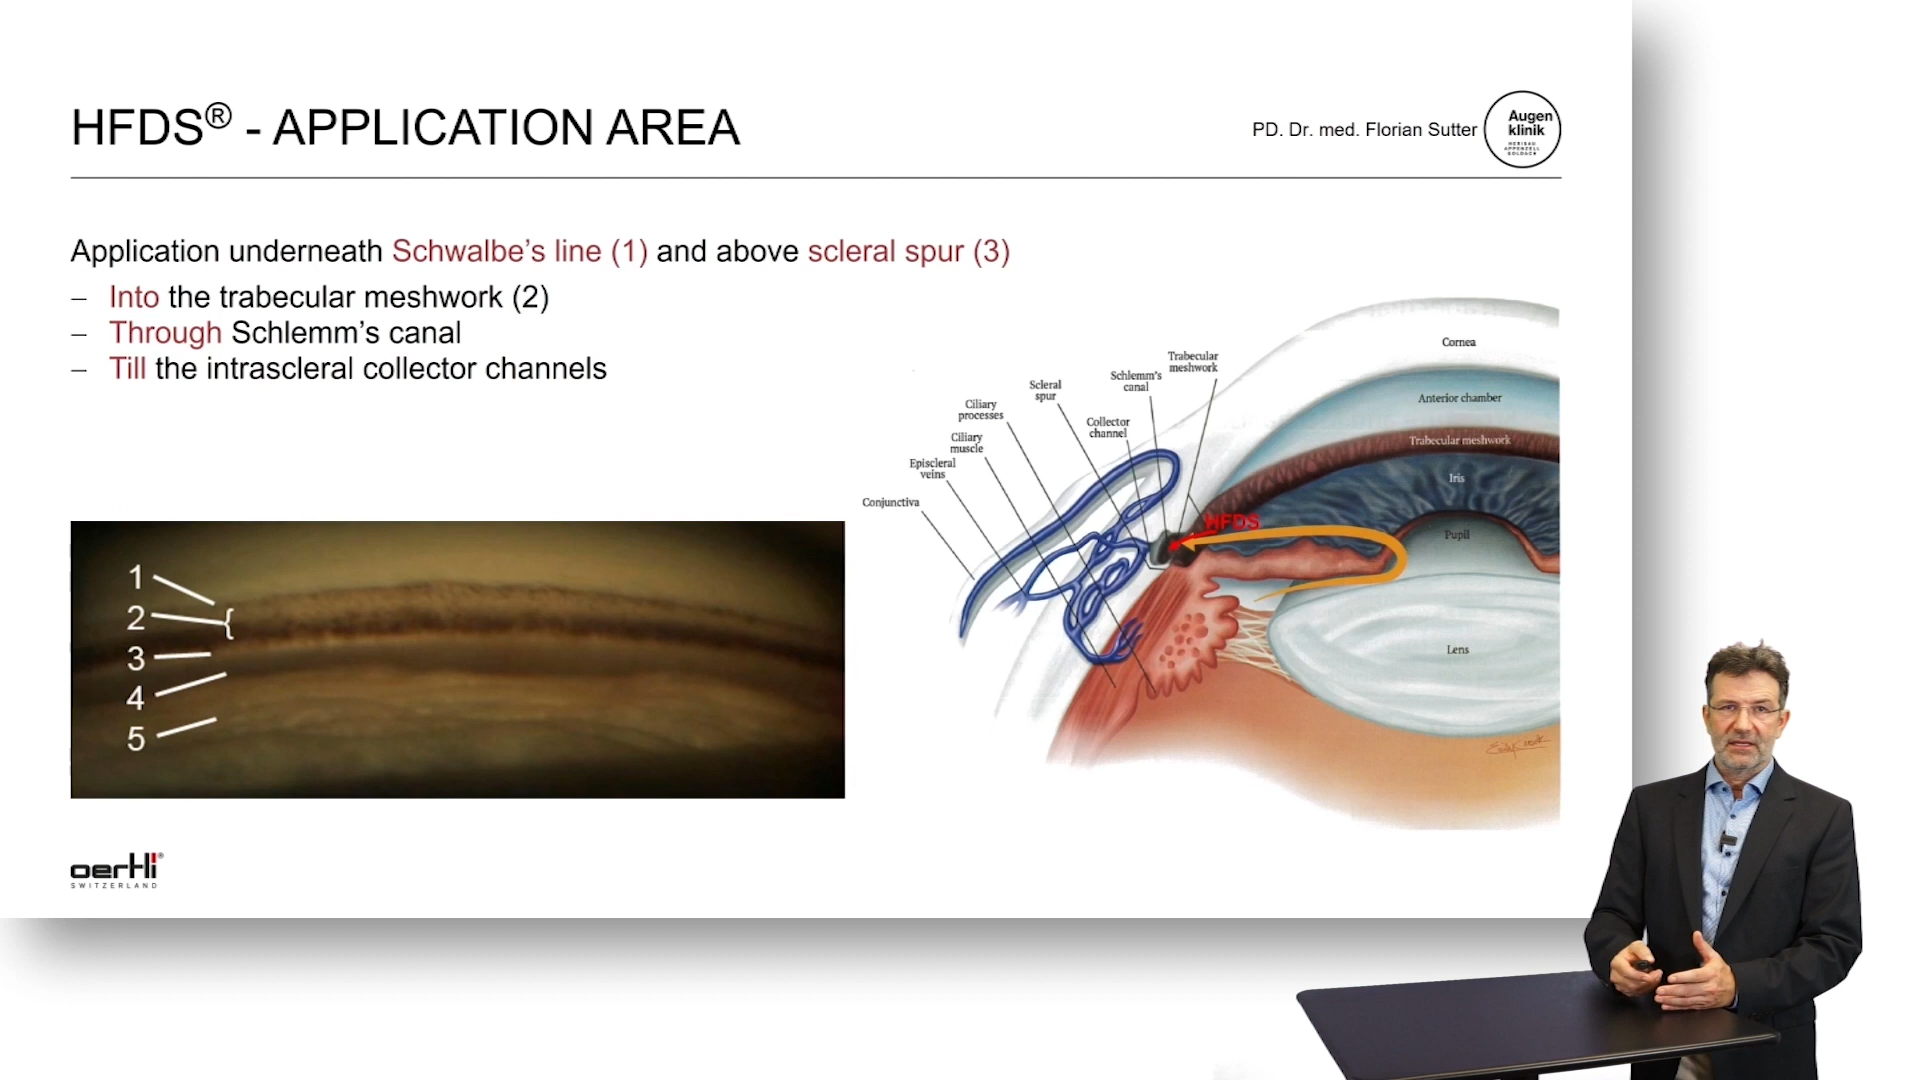 HFDS® - APPLICATION AREA
PD. Dr. med. Florian Sutter
Augen
klinik
HERISAU
APPENZELL
GOLDACH
Application underneath Schwalbe’s line (1) and above scleral spur (3)
– Into the trabecular meshwork (2)
– Through Schlemm’s canal
– Till the intrascleral collector channels
Cornea
Trabecular
meshwork
Schlemm's
canal
Scleral
spur
Anterior chamber
Ciliary
processes
Collector
channel
Trabecular meshwork
Ciliary
muscle
Episcleral
veins
Iris
Conjunctiva
HFDS
Pupil
Lens
1
2
3
4
5
oertli®
SWITZERLAND